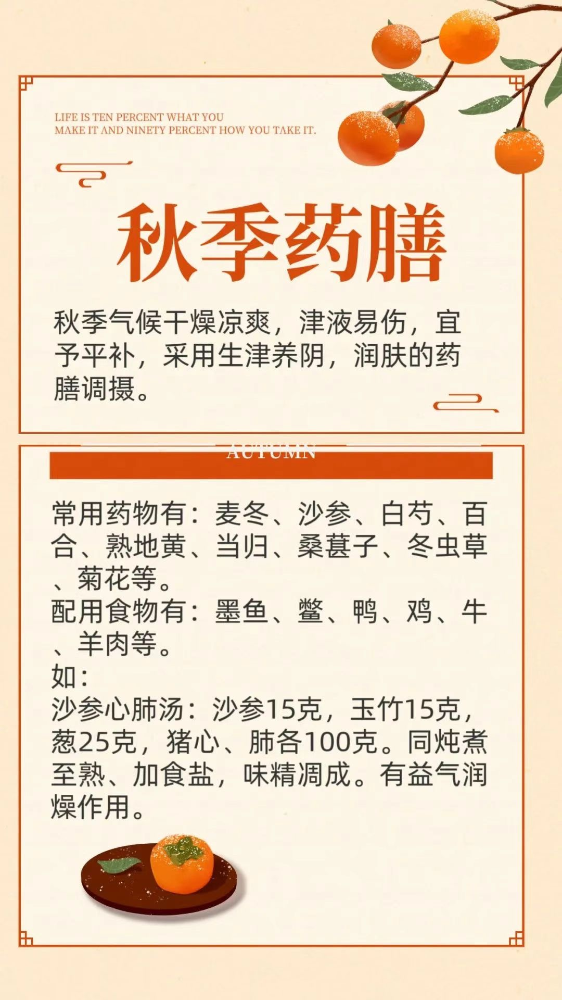 LIFE IS TEN PERCENT WHAT YOU
MAKE IT AND NINETY PERCENT HOW YOU TAKE IT.
秋季药膳
秋季气候干燥凉爽，津液易伤，宜
予平补，采用生津养阴，润肤的药
膳调摄。
AUTUMN
常用药物有：麦冬、沙参、白芍、百
合、熟地黄、当归、桑葚子、冬虫草
、菊花等。
配用食物有：墨鱼、鳖、鸭、鸡、牛
、羊肉等。
如：
沙参心肺汤：沙参15克，玉竹15克，
葱25克，猪心、肺各100克。同炖煮
至熟、加食盐，味精凋成。有益气润
燥作用。